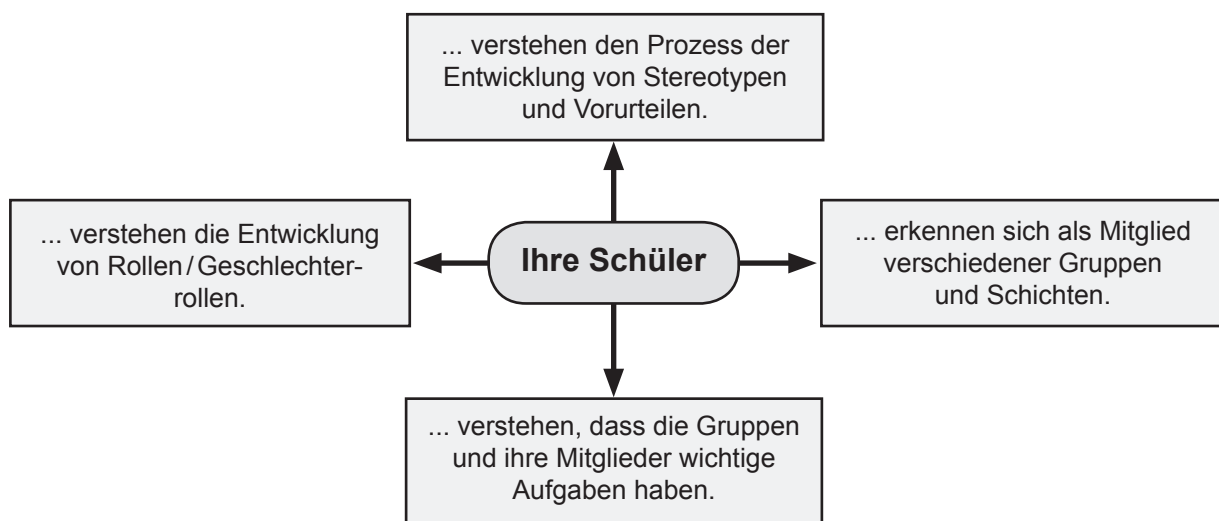 ... verstehen den Prozess der
Entwicklung von Stereotypen
und Vorurteilen.
... verstehen die Entwicklung
von Rollen/Geschlechter-
rollen.
Ihre Schüler
... erkennen sich als Mitglied
verschiedener Gruppen
und Schichten.
... verstehen, dass die Gruppen
und ihre Mitglieder wichtige
Aufgaben haben.